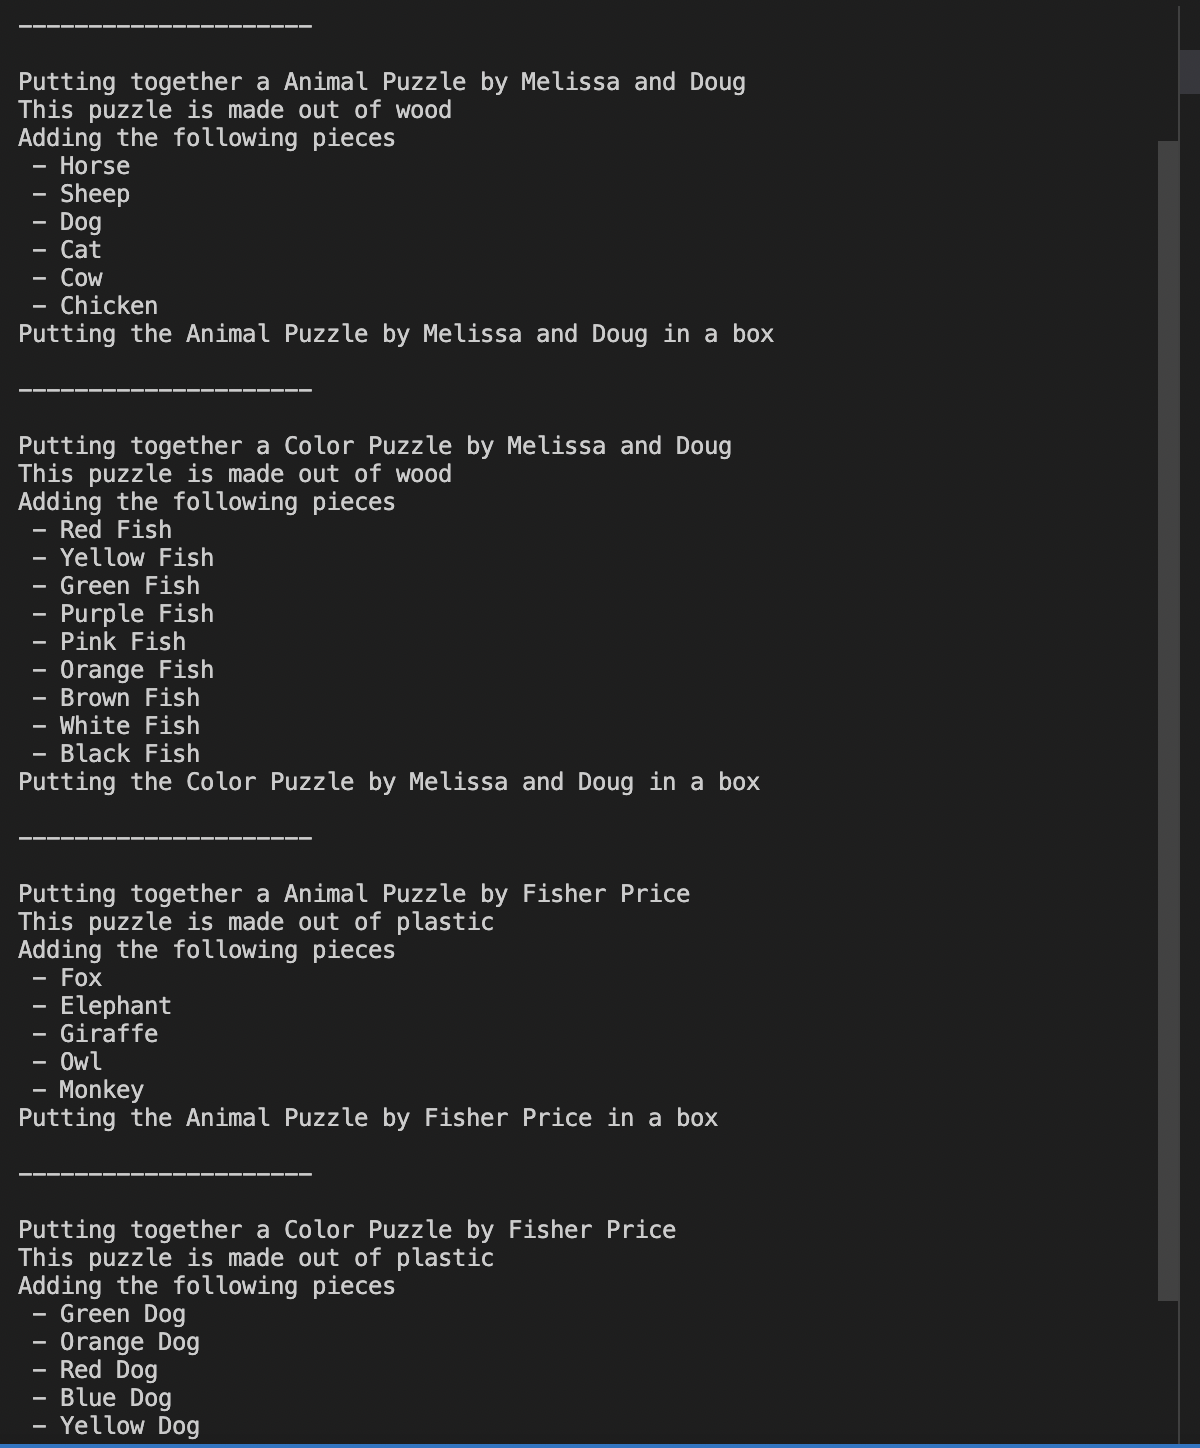 ---------------------
Putting together a Animal Puzzle by Melissa and Doug
This puzzle is made out of wood
Adding the following pieces
 - Horse
 - Sheep
 - Dog
 - Cat
 - Cow
 - Chicken
Putting the Animal Puzzle by Melissa and Doug in a box
---------------------
Putting together a Color Puzzle by Melissa and Doug
This puzzle is made out of wood
Adding the following pieces
 - Red Fish
 - Yellow Fish
 - Green Fish
 - Purple Fish
 - Pink Fish
 - Orange Fish
 - Brown Fish
 - White Fish
 - Black Fish
Putting the Color Puzzle by Melissa and Doug in a box
---------------------
Putting together a Animal Puzzle by Fisher Price
This puzzle is made out of plastic
Adding the following pieces
 - Fox
 - Elephant
 - Giraffe
 - Owl
 - Monkey
Putting the Animal Puzzle by Fisher Price in a box
---------------------
Putting together a Color Puzzle by Fisher Price
This puzzle is made out of plastic
Adding the following pieces
 - Green Dog
 - Orange Dog
 - Red Dog
 - Blue Dog
 - Yellow Dog